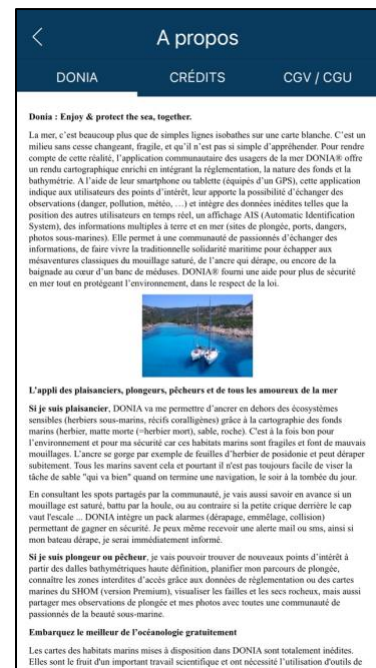 A propos
DONIA
CRÉDITS
CGV / CGU
Donia : Enjoy & protect the sea, together.
La mer, c'est beaucoup plus que de simples lignes isobathes sur une carte blanche. C'est un
milieu sans cesse changeant, fragile, et qu'il n'est pas si simple d'appréhender. Pour rendre
compte de cette réalité, l'application communautaire des usagers de la mer DONIA® offre
un rendu cartographique enrichi en intégrant la réglementation, la nature des fonds et la
bathymétrie. A l'aide de leur smartphone ou tablette (équipés d'un GPS), cette application
indique aux utilisateurs des points d'intérêt, leur apporte la possibilité d'échanger des
observations (danger, pollution, météo, …) et intègre des données inédites telles que la
position des autres utilisateurs en temps réel, un affichage AIS (Automatic Identification
System), des informations multiples à terre et en mer (sites de plongée, ports, dangers,
photos sous-marines). Elle permet à une communauté de passionnés d'échanger des
informations, de faire vivre la traditionnelle solidarité maritime pour échapper aux
mésaventures classiques du mouillage saturé, de l'ancre qui dérape, ou encore de la
baignade au cœur d'un banc de méduses. DONIA® fourni une aide pour plus de sécurité
en mer tout en protégeant l'environnement, dans le respect de la loi.
L'appli des plaisanciers, plongeurs, pêcheurs et de tous les amoureux de la mer
Si je suis plaisancier, DONIA va me permettre d'ancrer en dehors des écosystèmes
sensibles (herbiers sous-marins, récifs coralligènes) grâce à la cartographie des fonds
marins (herbier, matte morte (=herbier mort), sable, roche). C'est à la fois bon pour
l'environnement et pour ma sécurité car ces habitats marins sont fragiles et font de mauvais
mouillages. L'ancre se gorge par exemple de feuilles d'herbier de posidonie et peut déraper
subitement. Tous les marins savent cela et pourtant il n'est pas toujours facile de viser la
tâche de sable "qui va bien" quand on termine une navigation, le soir à la tombée du jour.
En consultant les spots partagés par la communauté, je vais aussi savoir en avance si un
mouillage est saturé, battu par la houle, ou au contraire si la petite crique derrière le cap
vaut l'escale ... DONIA intègre un pack alarmes (dérapage, emmêlage, collision)
permettant de gagner en sécurité. Je peux même recevoir une alerte mail ou sms, ainsi si
mon bateau dérape, je serai immédiatement informé.
Si je suis plongeur ou pêcheur, je vais pouvoir trouver de nouveaux points d'intérêt à
partir des dalles bathymétriques haute définition, planifier mon parcours de plongée,
connaître les zones interdites d'accès grâce aux données de réglementation ou des cartes
marines du SHOM (version Premium), visualiser les failles et les secs rocheux, mais aussi
partager mes observations de plongée et mes photos avec toutes une communauté de
passionnés de la beauté sous-marine.
Embarquez le meilleur de l'océanologie gratuitement
Les cartes des habitats marins mises à disposition dans DONIA sont totalement inédites.
Elles sont le fruit d'un important travail scientifique et ont nécessité l'utilisation d'outils de